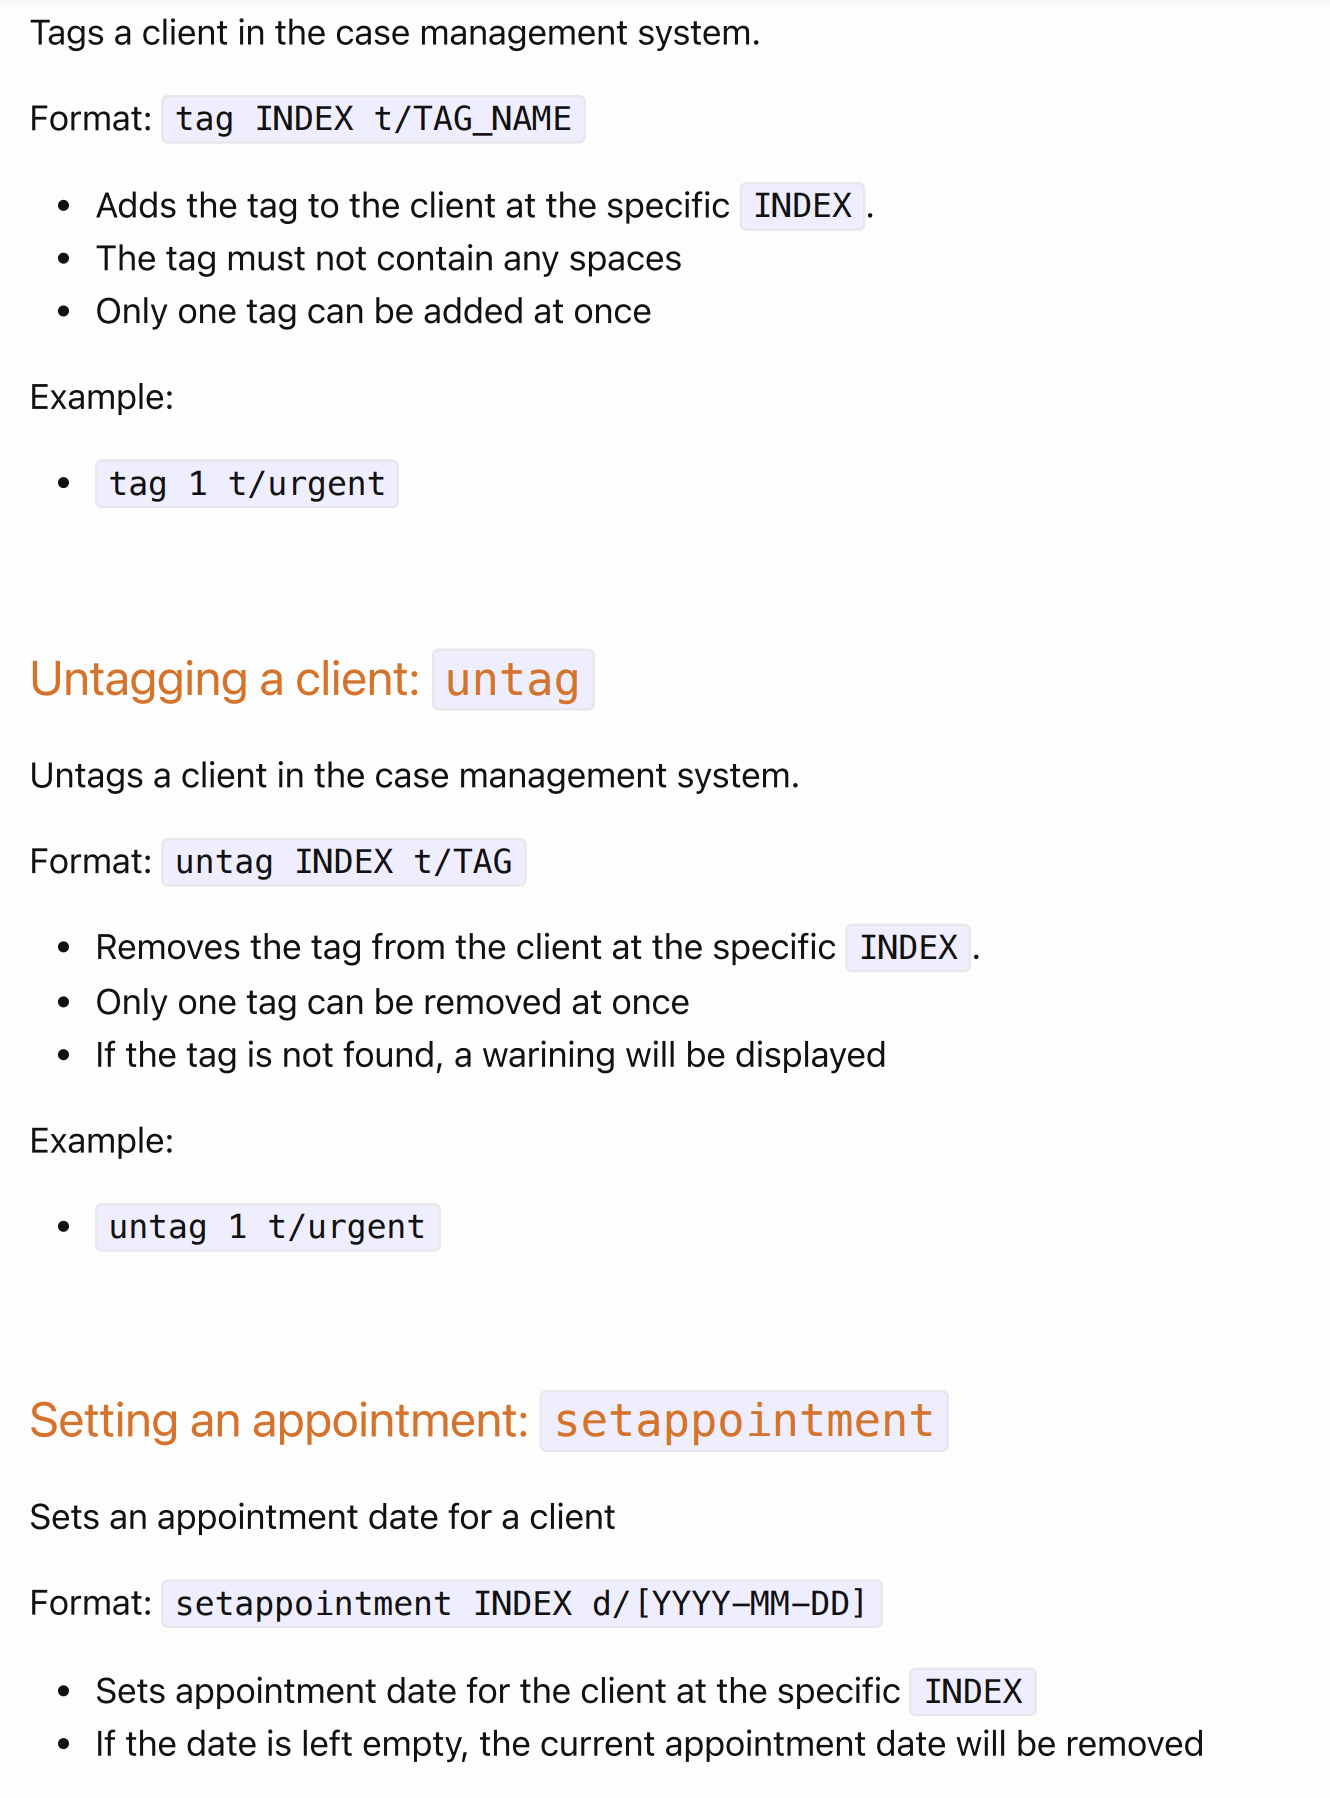 Tags a client in the case management system.
Format: tag INDEX t/TAG_NAME
• Adds the tag to the client at the specific INDEX.
• The tag must not contain any spaces
• Only one tag can be added at once
Example:
• tag 1 t/urgent
Untagging a client: untag
Untags a client in the case management system.
Format: untag INDEX t/TAG
• Removes the tag from the client at the specific INDEX.
• Only one tag can be removed at once
• If the tag is not found, a warining will be displayed
Example:
• untag 1 t/urgent
Setting an appointment: setappointment
Sets an appointment date for a client
Format: setappointment INDEX d/[YYYY-MM-DD]
• Sets appointment date for the client at the specific INDEX
• If the date is left empty, the current appointment date will be removed